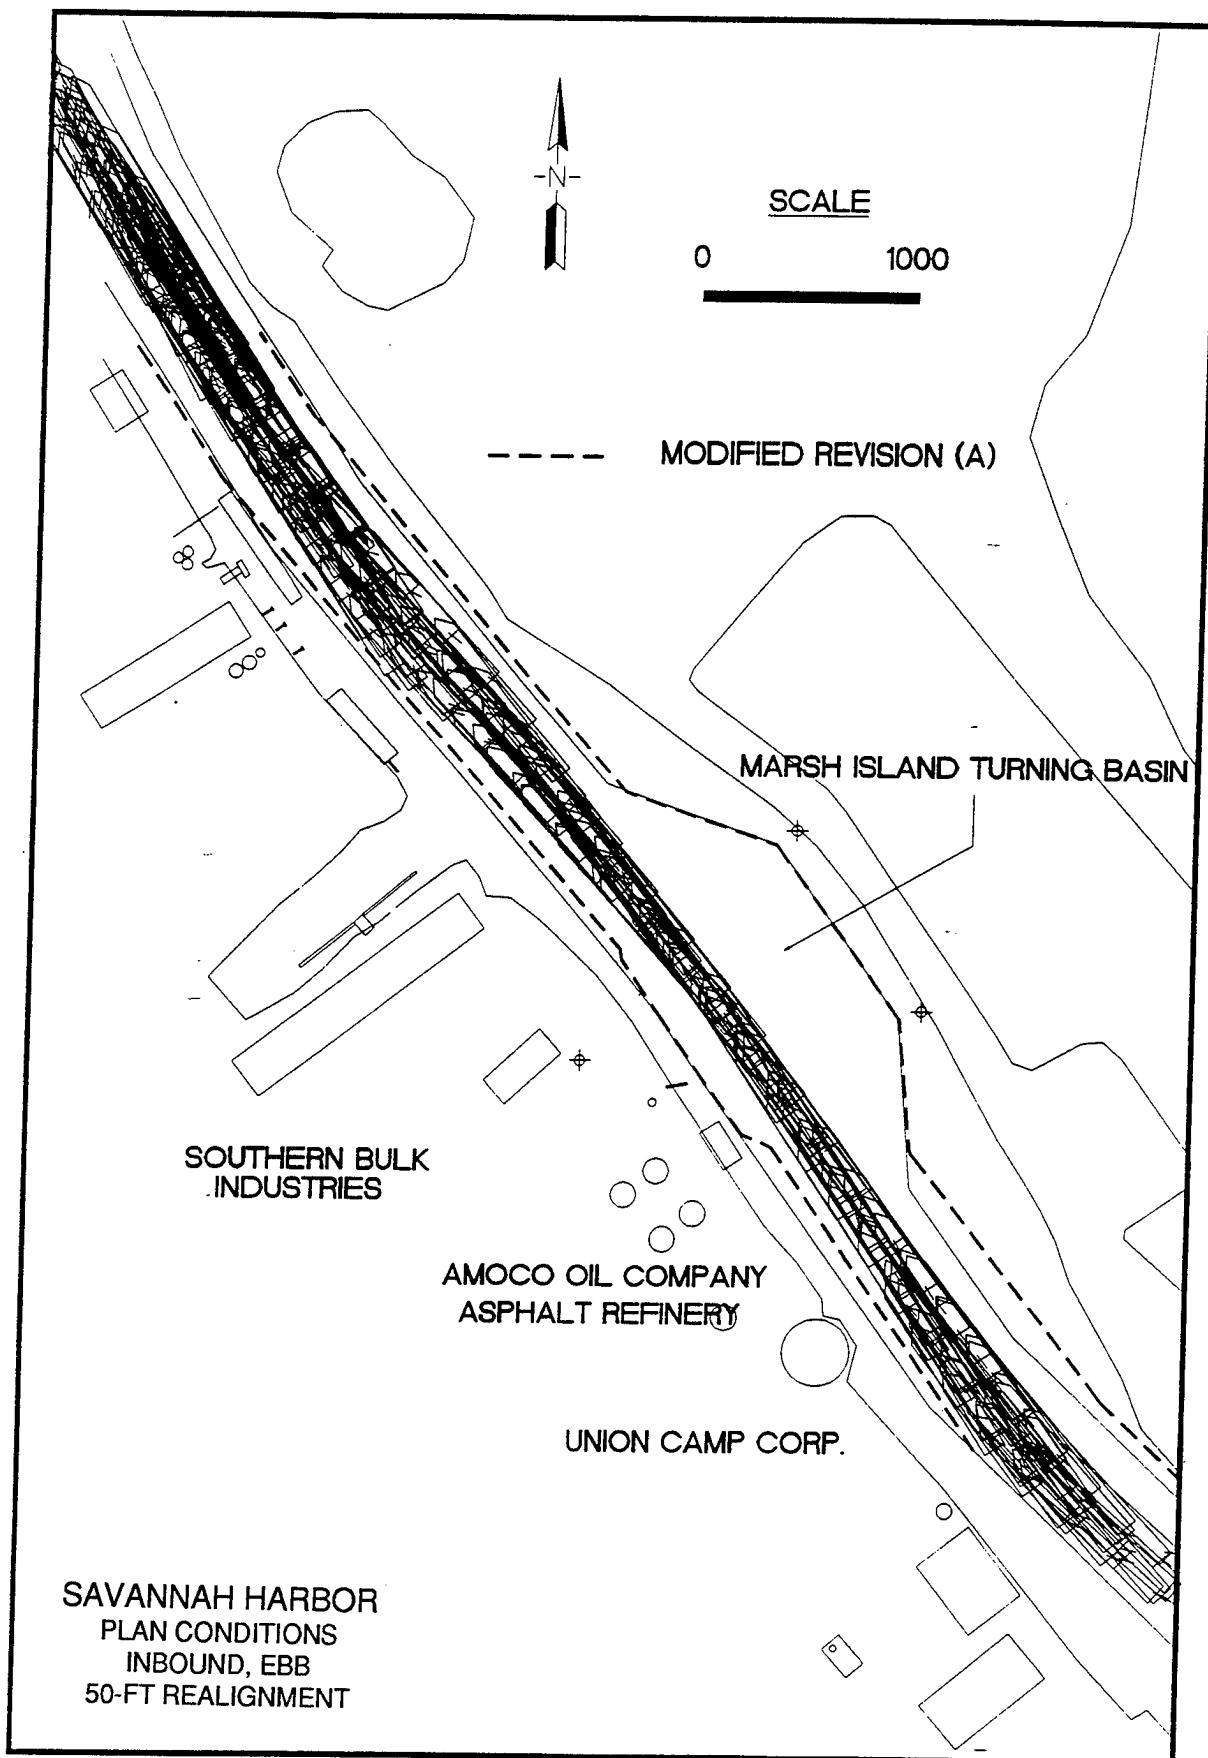 -N-
SCALE
0 1000
MODIFIED REVISION (A)
MARSH ISLAND TURNING BASIN
SOUTHERN BULK
INDUSTRIES
AMOCO OIL COMPANY
ASPHALT REFINERY
UNION CAMP CORP.
SAVANNAH HARBOR
PLAN CONDITIONS
INBOUND, EBB
50-FT REALIGNMENT